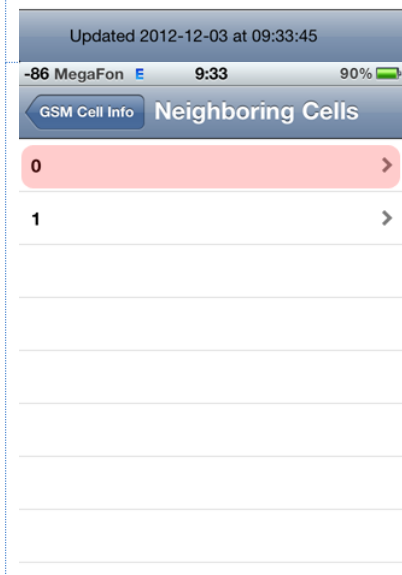 Updated 2012-12-03 at 09:33:45
-86 MegaFon E 9:33 90%
GSM Cell Info Neighboring Cells
0
1